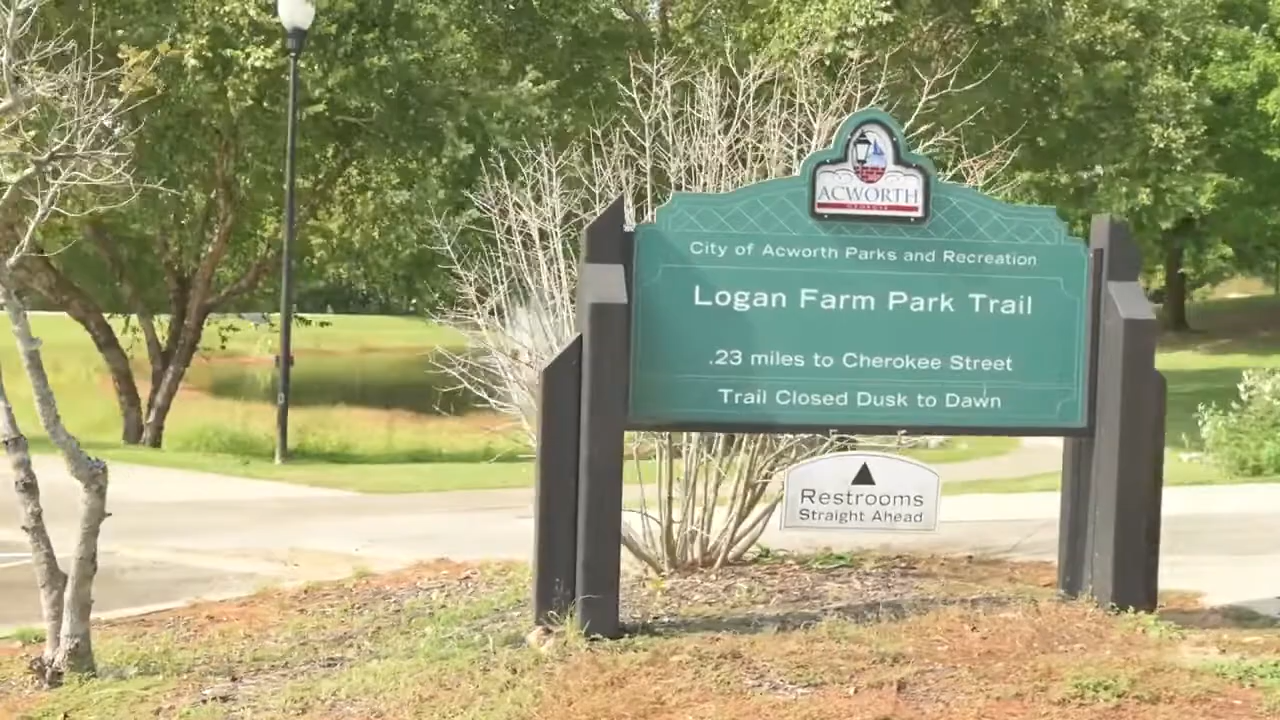 ACWORTH
GEORGIA
City of Acworth Parks and Recreation
Logan Farm Park Trail
.23 miles to Cherokee Street
Trail Closed Dusk to Dawn
Restrooms
Straight Ahead